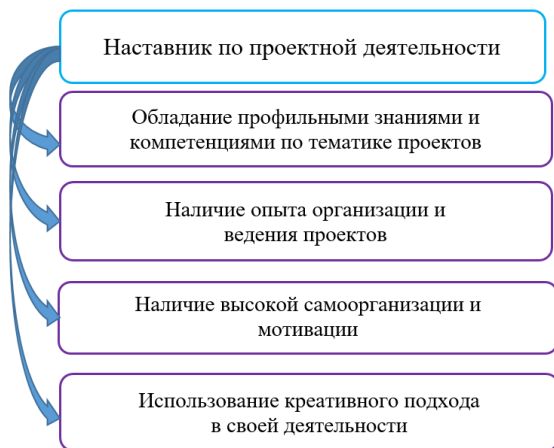 Наставник по проектной деятельности
Обладание профильными знаниями и
компетенциями по тематике проектов
Наличие опыта организации и
ведения проектов
Наличие высокой самоорганизации и
мотивации
Использование креативного подхода
в своей деятельности